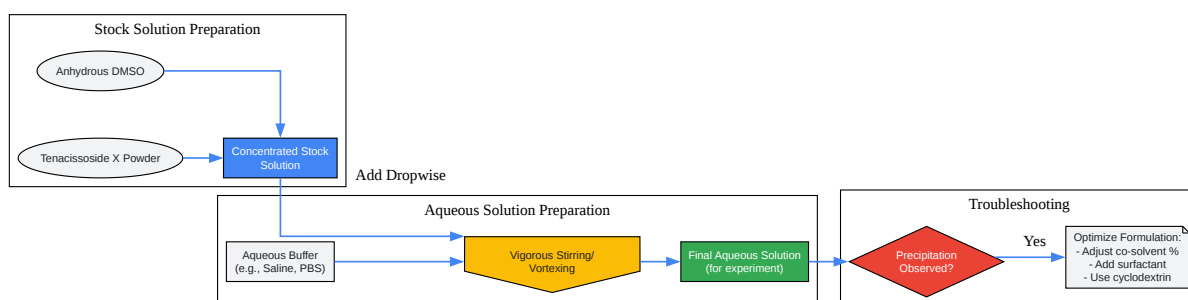 Stock Solution Preparation
Anhydrous DMSO
Tenacissoside X Powder
Concentrated Stock
Solution
Add Dropwise
Aqueous Solution Preparation
Aqueous Buffer
(e.g., Saline, PBS)
Vigorous Stirring/
Vortexing
Final Aqueous Solution
(for experiment)
Troubleshooting
Precipitation
Observed?
Yes
Optimize Formulation:
- Adjust co-solvent %
- Add surfactant
- Use cyclodextrin